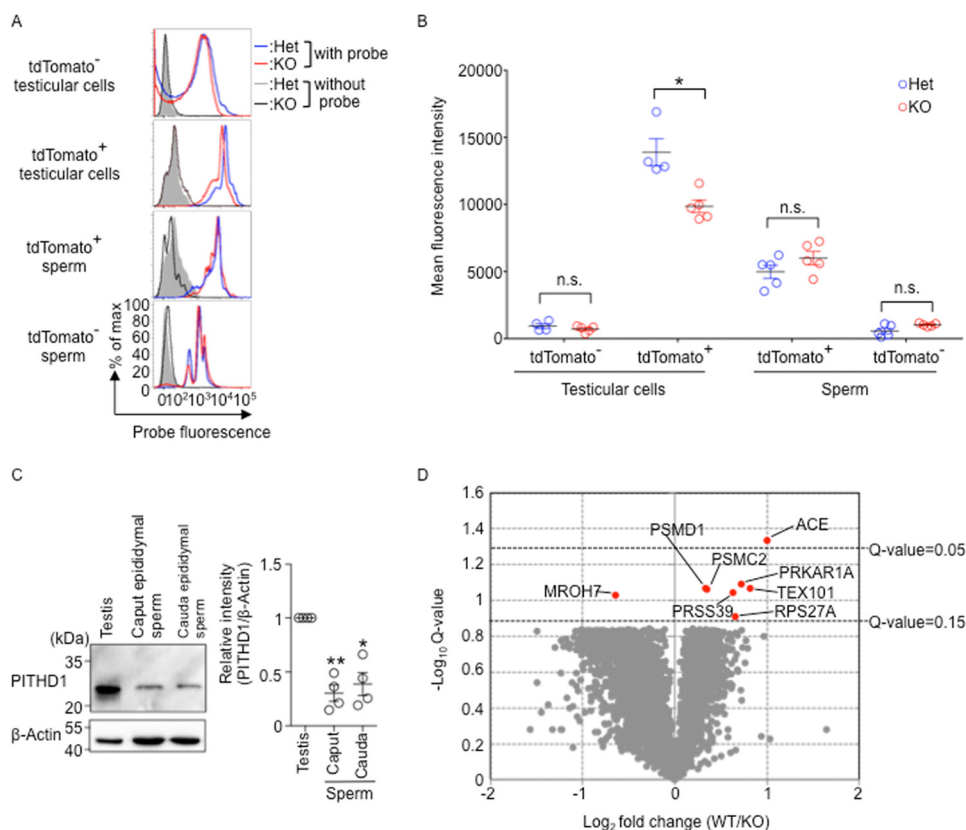 A
tdTomato⁻
testicular cells
tdTomato⁺
testicular cells
tdTomato⁺
sperm
tdTomato⁻
sperm
:Het
:KO
with probe
:Het
:KO
without
probe
% of max
100
80
60
40
20
0
010² 10³ 10⁴ 10⁵
Probe fluorescence
B
Mean fluorescence intensity
20000
15000
10000
5000
0
Het
KO
*
n.s.
n.s.
n.s.
tdTomato⁻
tdTomato⁺
tdTomato⁺
tdTomato⁻
Testicular cells
Sperm
C
Testis
Caput epididymal
sperm
Cauda epididymal
sperm
(kDa)
35
PITHD1
20
β-Actin
55
40
Relative intensity
(PITHD1/β-Actin)
1.5
1.0
0.5
0
**
*
Testis
Caput
Cauda
Sperm
D
-Log₁₀ Q-value
1.6
1.4
1.2
1
0.8
0.6
0.4
0.2
0
PSMD1
ACE
Q-value=0.05
PSMC2
PRKAR1A
MROH7
TEX101
PRSS39
RPS27A
Q-value=0.15
-2
-1
0
1
2
Log₂ fold change (WT/KO)